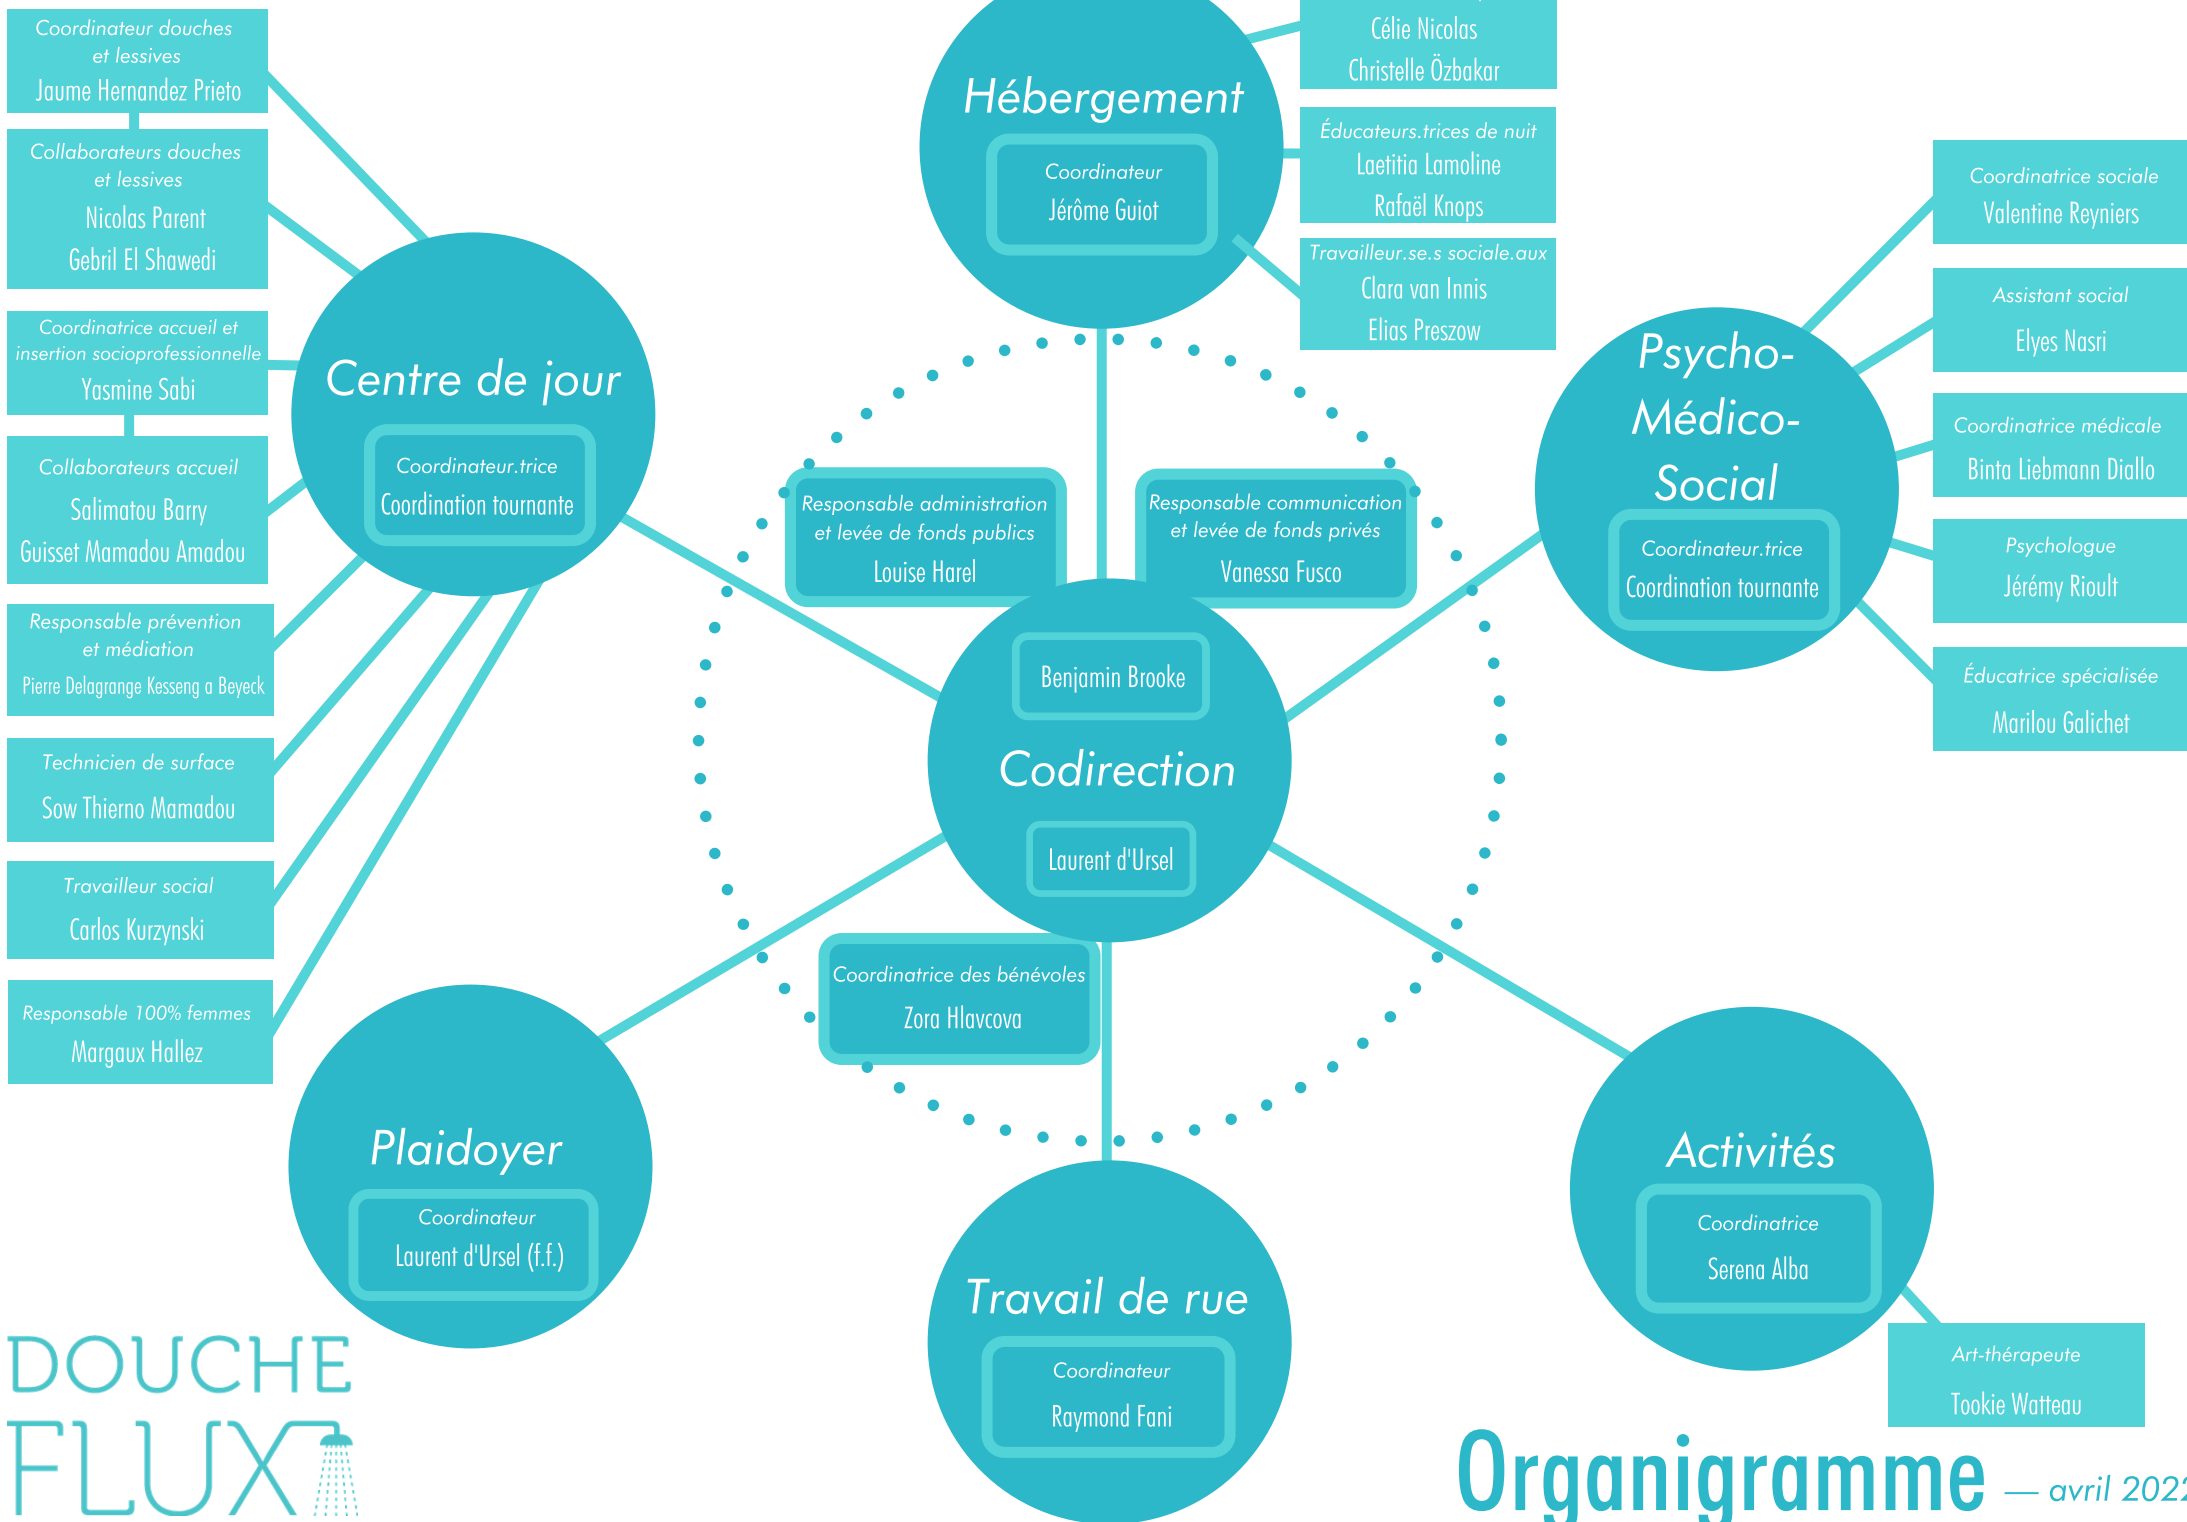 Coordinateur douches
et lessives
Jaume Hernandez Prieto
Collaborateurs douches
et lessives
Nicolas Parent
Gebril El Shawedi
Coordinatrice accueil et
insertion socioprofessionnelle
Yasmine Sabi
Collaborateurs accueil
Salimatou Barry
Guisset Mamadou Amadou
Responsable prévention
et médiation
Pierre Delagrange Kesseng a Beyeck
Technicien de surface
Sow Thierno Mamadou
Travailleur social
Carlos Kurzynski
Responsable 100% femmes
Margaux Hallez
Centre de jour
Coordinateur.trice
Coordination tournante
Hébergement
Coordinateur
Jérôme Guiot
Célie Nicolas
Christelle Özbakar
Éducateurs.trices de nuit
Laetitia Lamoline
Rafaël Knops
Travailleur.se.s sociale.aux
Clara van Innis
Elias Preszow
Responsable administration
et levée de fonds publics
Louise Harel
Responsable communication
et levée de fonds privés
Vanessa Fusco
Benjamin Brooke
Codirection
Laurent d'Ursel
Coordinatrice des bénévoles
Zora Hlavcova
Psycho-
Médico-
Social
Coordinateur.trice
Coordination tournante
Coordinatrice sociale
Valentine Reyniers
Assistant social
Elyes Nasri
Coordinatrice médicale
Binta Liebmann Diallo
Psychologue
Jérémy Rioult
Éducatrice spécialisée
Marilou Galichet
Plaidoyer
Coordinateur
Laurent d'Ursel (f.f.)
Travail de rue
Coordinateur
Raymond Fani
Activités
Coordinatrice
Serena Alba
Art-thérapeute
Tookie Watteau
DOUCHE
FLUX
Organigramme — avril 2022